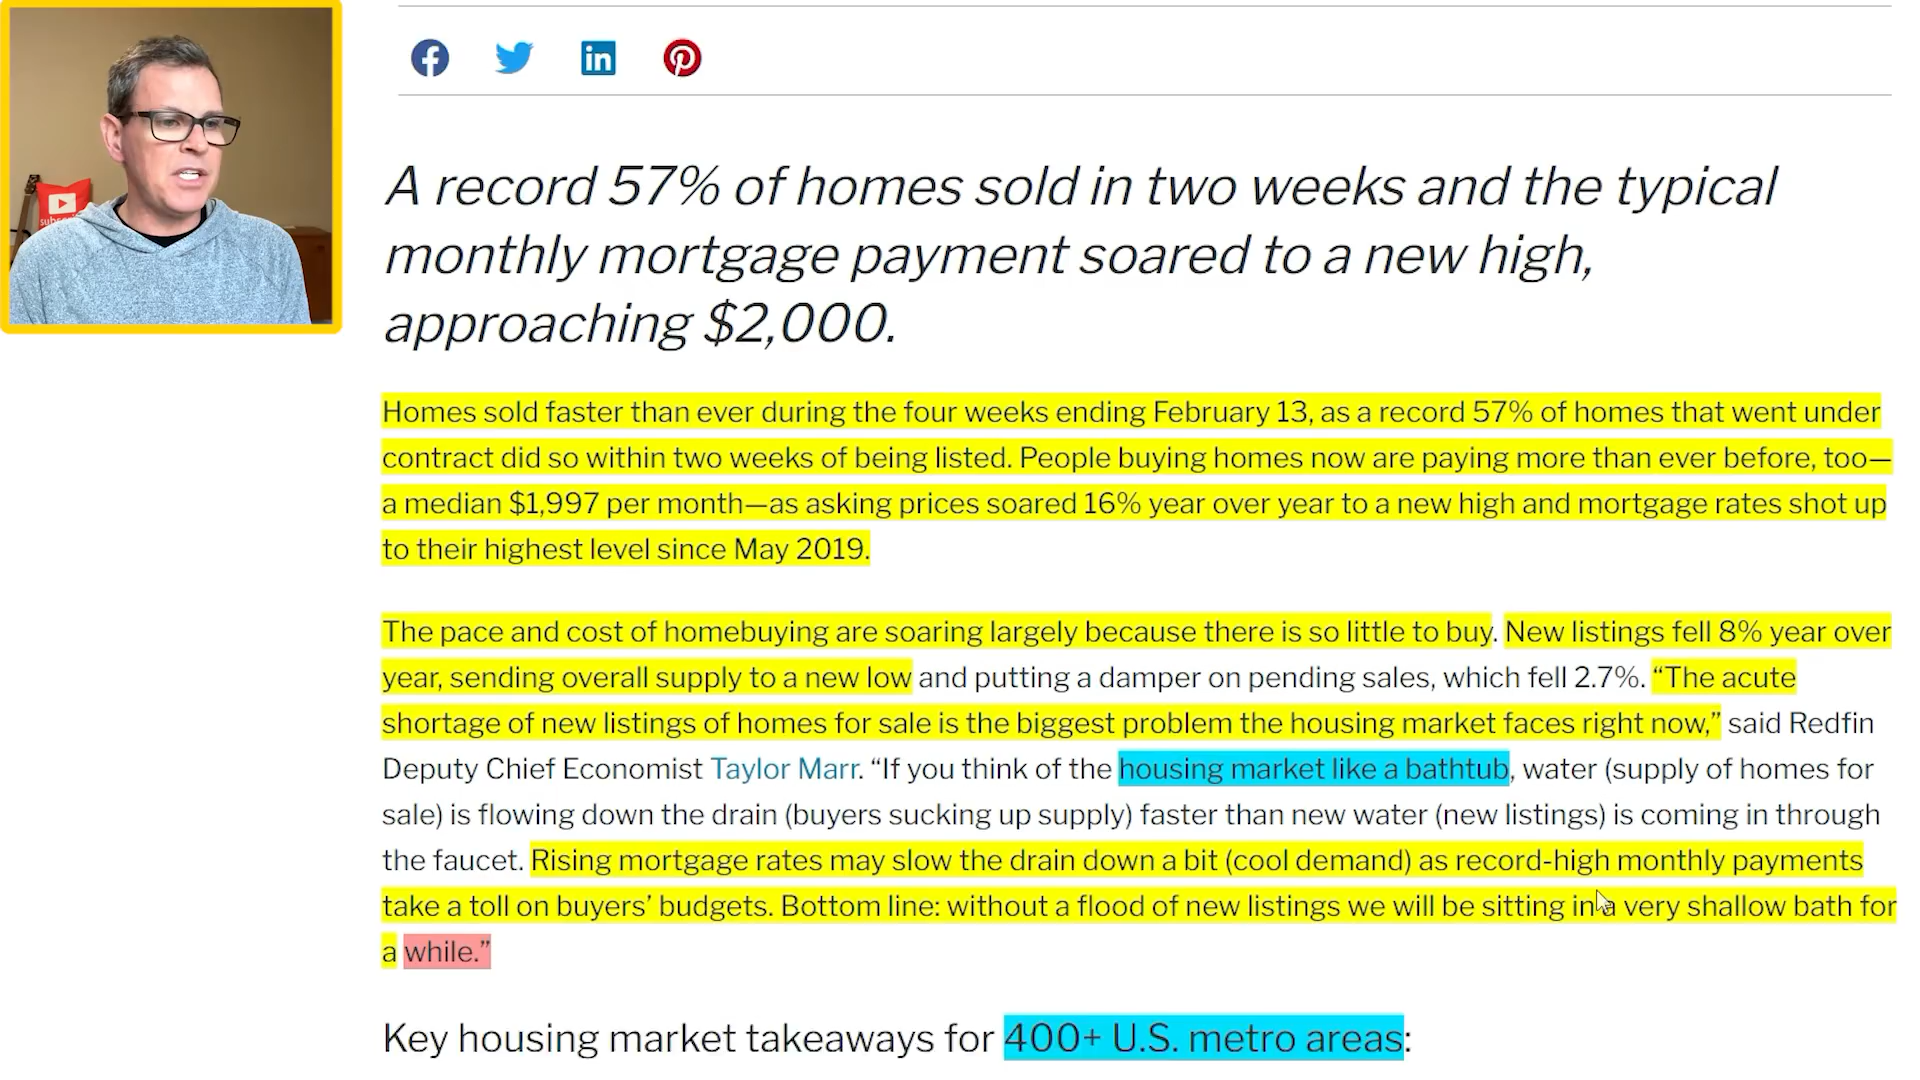 A record 57% of homes sold in two weeks and the typical
monthly mortgage payment soared to a new high,
approaching $2,000.
Homes sold faster than ever during the four weeks ending February 13, as a record 57% of homes that went under
contract did so within two weeks of being listed. People buying homes now are paying more than ever before, too—
a median $1,997 per month—as asking prices soared 16% year over year to a new high and mortgage rates shot up
to their highest level since May 2019.
The pace and cost of homebuying are soaring largely because there is so little to buy. New listings fell 8% year over
year, sending overall supply to a new low and putting a damper on pending sales, which fell 2.7%. “The acute
shortage of new listings of homes for sale is the biggest problem the housing market faces right now,” said Redfin
Deputy Chief Economist Taylor Marr. “If you think of the housing market like a bathtub, water (supply of homes for
sale) is flowing down the drain (buyers sucking up supply) faster than new water (new listings) is coming in through
the faucet. Rising mortgage rates may slow the drain down a bit (cool demand) as record-high monthly payments
take a toll on buyers’ budgets. Bottom line: without a flood of new listings we will be sitting in a very shallow bath for
a while.”
Key housing market takeaways for 400+ U.S. metro areas: